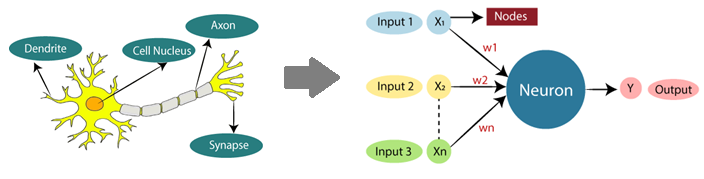 Axon
Dendrite
Cell Nucleus
Synapse
Input 1 X₁ Nodes
w1
Input 2 X₂ w2 Neuron Y Output
wn
Input 3 Xn